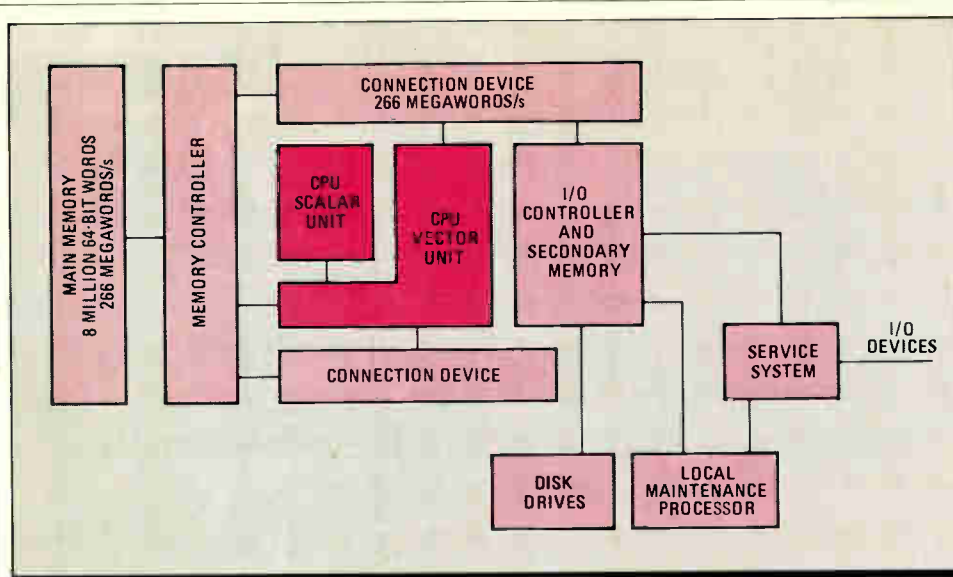 MAIN MEMORY
8 MILLION 64-BIT WORDS
266 MEGAWORDS/s
MEMORY CONTROLLER
CONNECTION DEVICE
266 MEGAWORDS/s
CPU
SCALAR
UNIT
CPU
VECTOR
UNIT
I/O
CONTROLLER
AND
SECONDARY
MEMORY
CONNECTION DEVICE
SERVICE
SYSTEM
I/O
DEVICES
DISK
DRIVES
LOCAL
MAINTENANCE
PROCESSOR